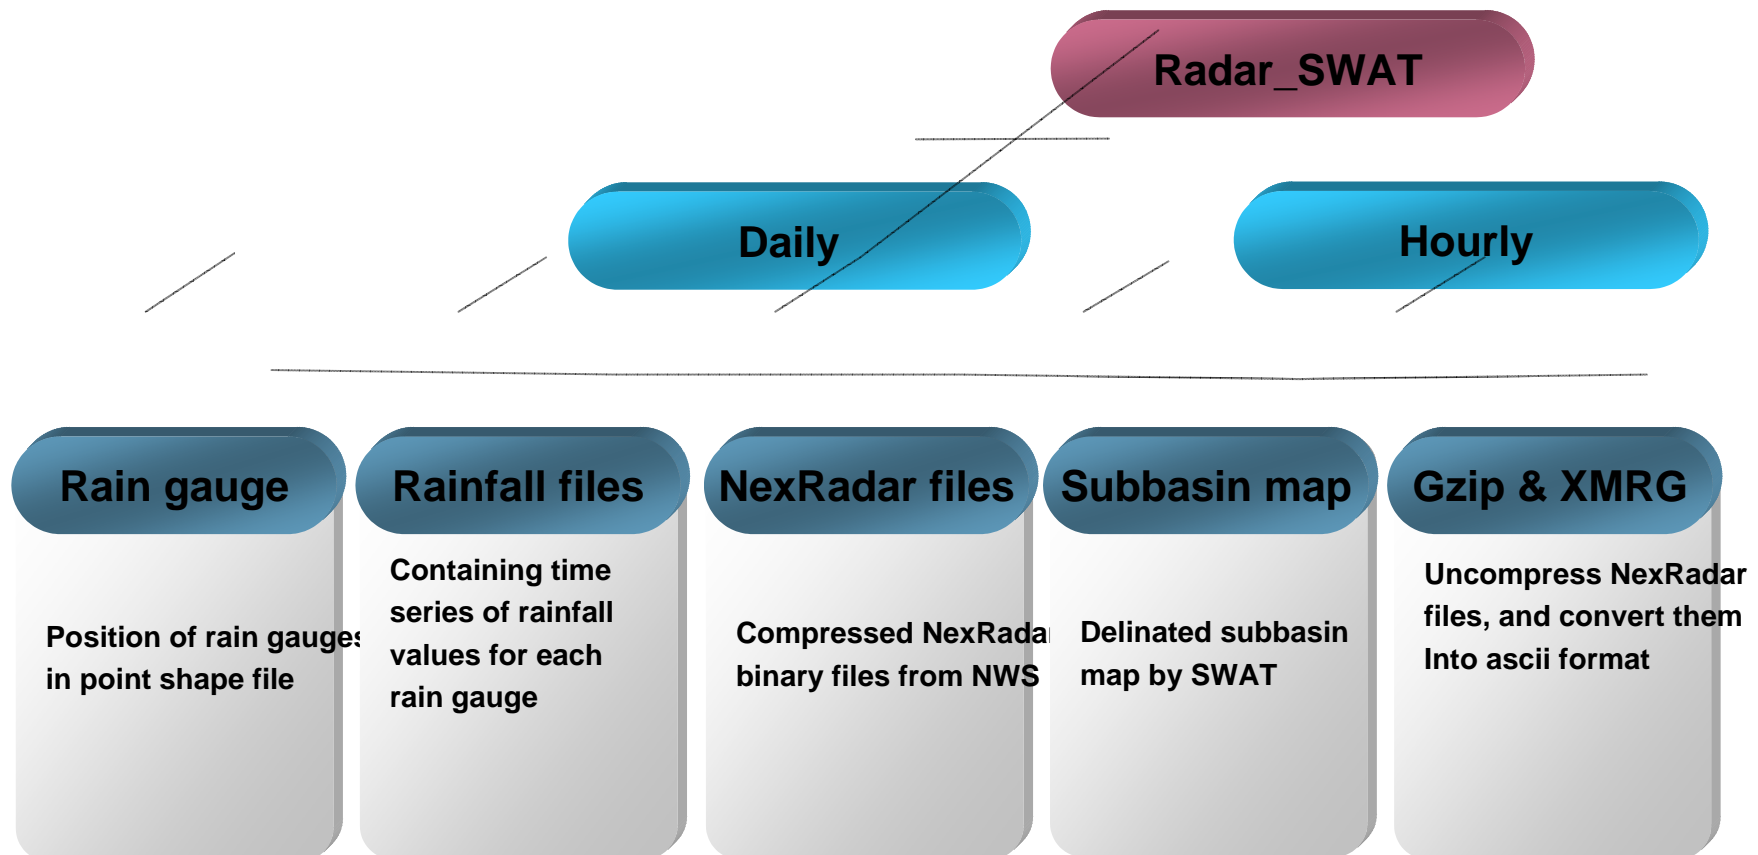 Radar_SWAT
Daily
Hourly
Rain gauge
Rainfall files
NexRadar files
Subbasin map
Gzip & XMRG
Position of rain gauges
in point shape file
Containing time
series of rainfall
values for each
rain gauge
Compressed NexRadar
binary files from NWS
Delinated subbasin
map by SWAT
Uncompress NexRadar
files, and convert them
Into ascii format